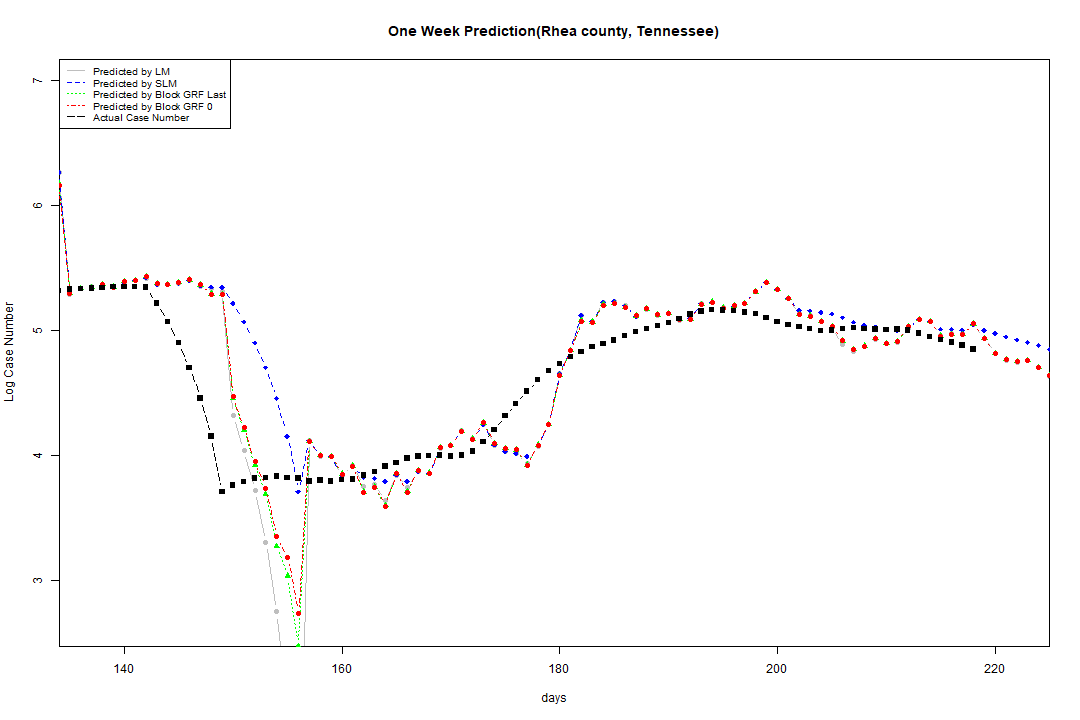 One Week Prediction(Rhea county, Tennessee)
Predicted by LM
Predicted by SLM
Predicted by Block GRF Last
Predicted by Block GRF 0
Actual Case Number
7
6
5
4
3
Log Case Number
140 160 180 200 220
days